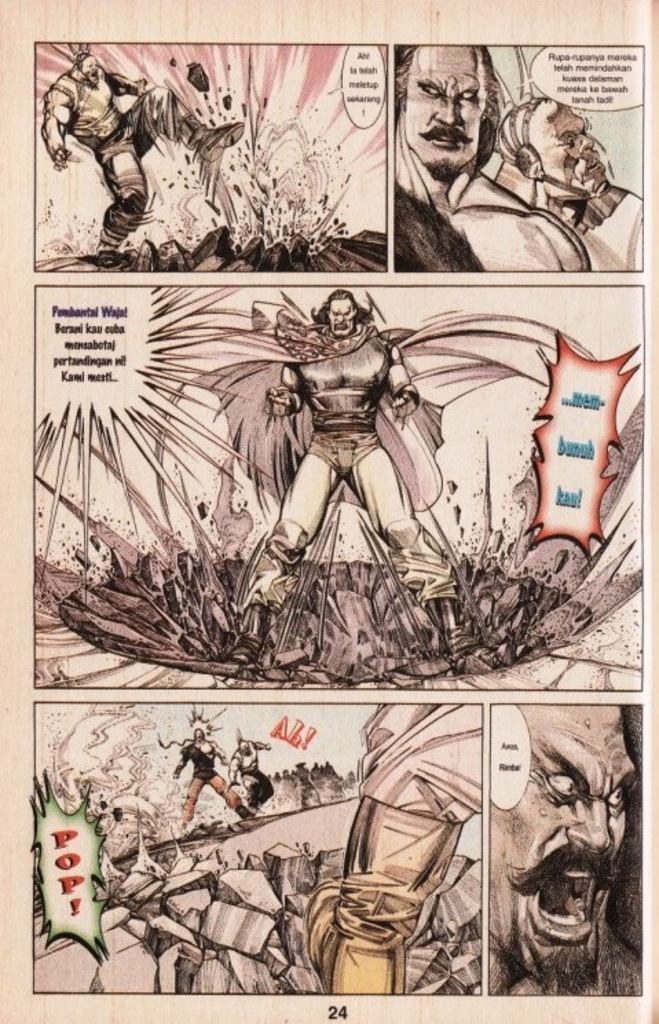 Ah!
Ia telah
meletup
sekarang
!
Rupa-rupanya mereka
telah memindahkan
kuasa dalaman
mereka ke bawah
tanah tadi!
Pembantai Waja!
Berani kau cuba
mensabotaj
pertandingan ni!
Kami mesti...
...mem-
bunuh
kau!
Ah!
POP!
Awas,
Rimba!
24